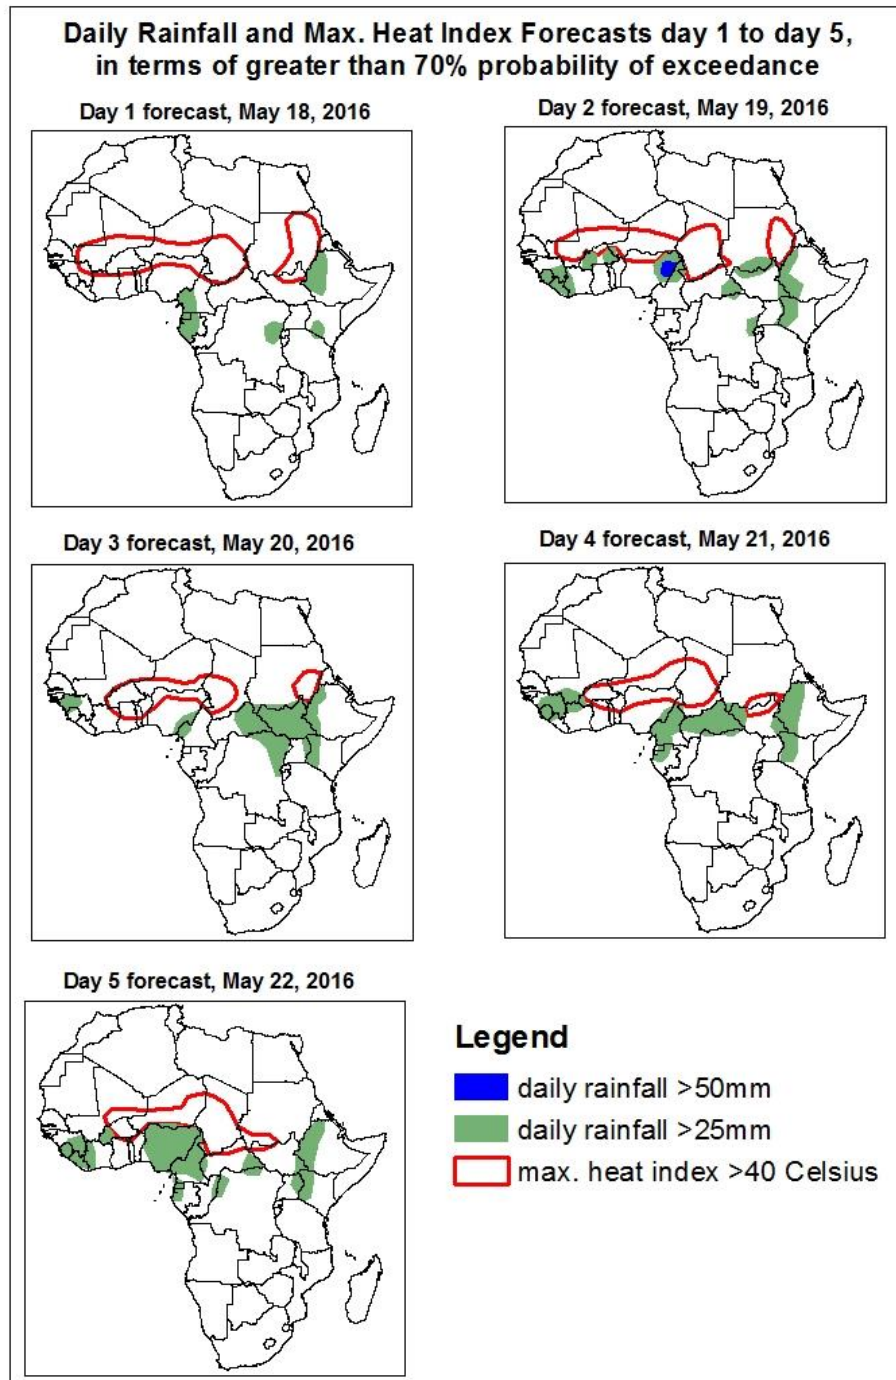 Daily Rainfall and Max. Heat Index Forecasts day 1 to day 5,
in terms of greater than 70% probability of exceedance
Day 1 forecast, May 18, 2016
Day 2 forecast, May 19, 2016
Day 3 forecast, May 20, 2016
Day 4 forecast, May 21, 2016
Day 5 forecast, May 22, 2016
Legend
daily rainfall >50mm
daily rainfall >25mm
max. heat index >40 Celsius